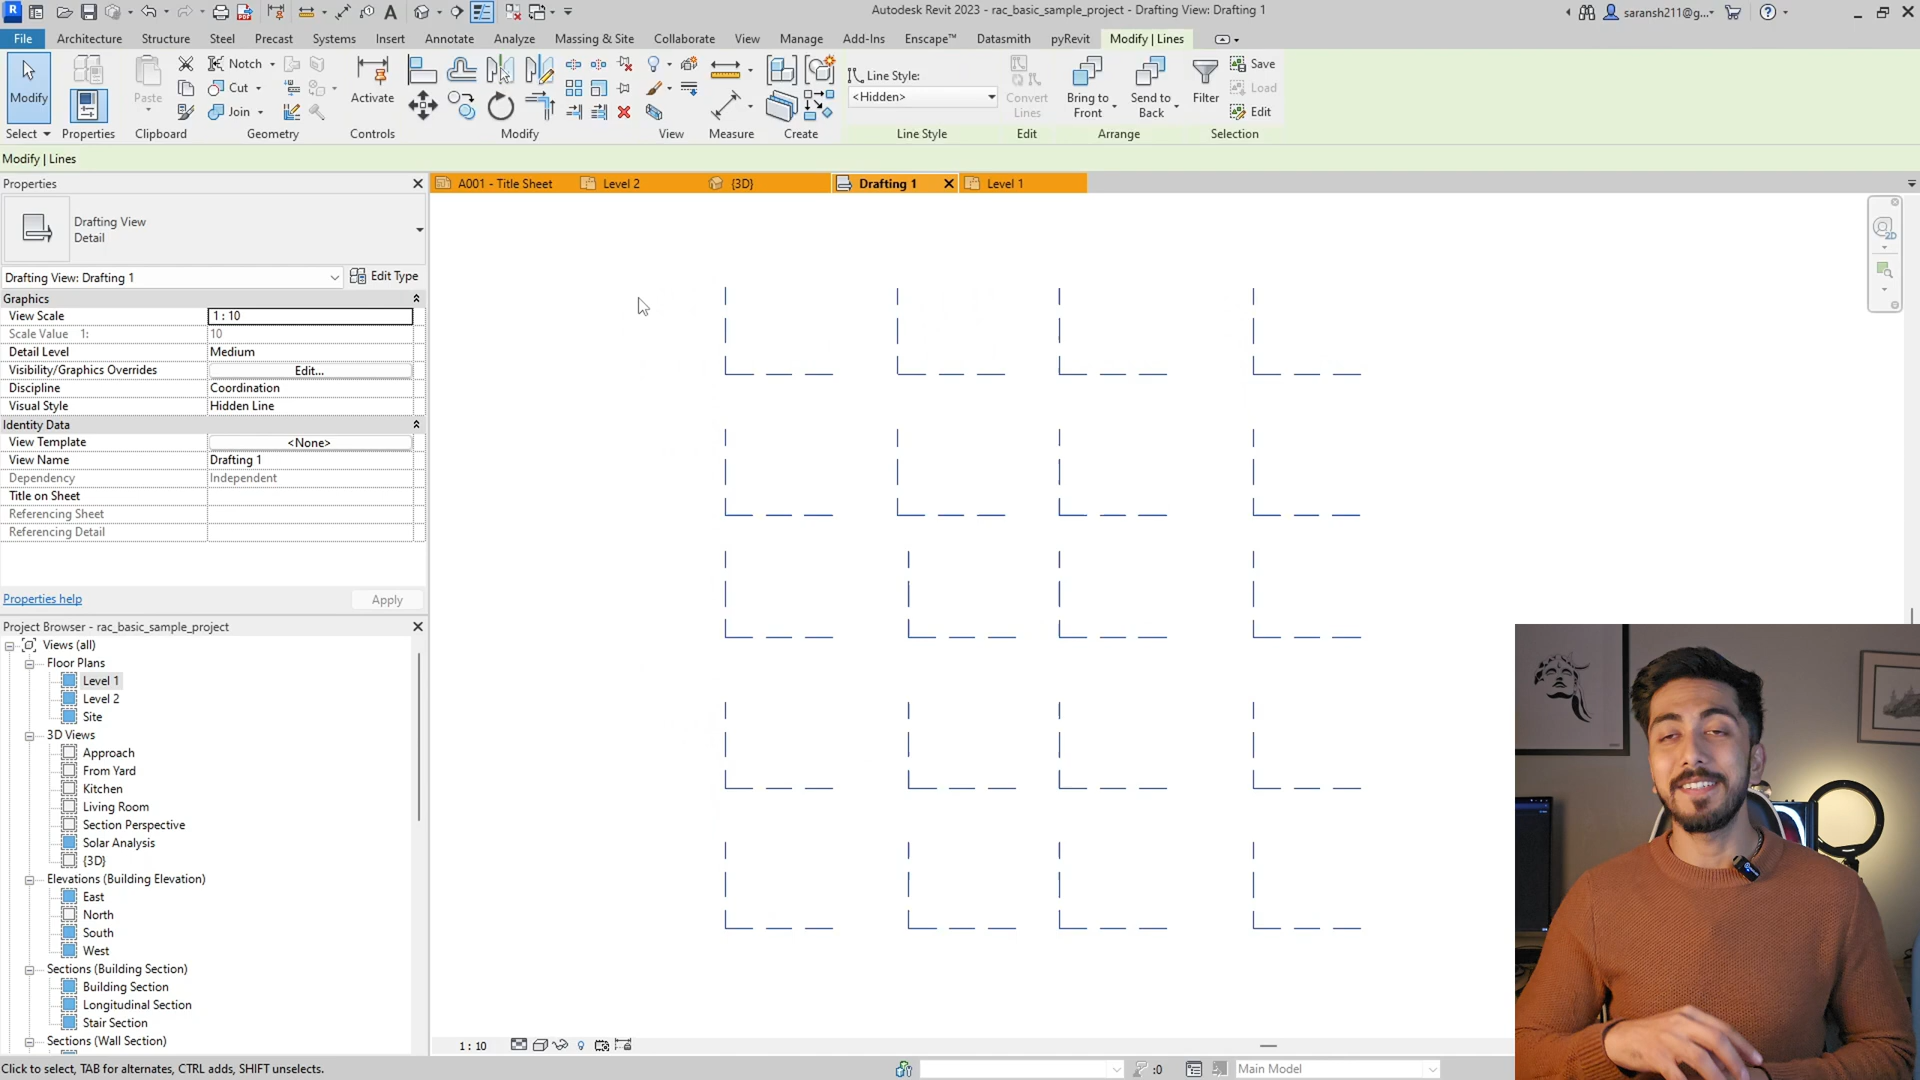 Autodesk Revit 2023 - rac_basic_sample_project - Drafting View: Drafting 1
saransh211@g...
File Architecture Structure Steel Precast Systems Insert Annotate Analyze Massing & Site Collaborate View Manage Add-Ins Enscape™ Datasmith pyRevit Modify | Lines
Modify
Paste
Notch
Cut
Join
Activate
Line Style:
<Hidden>
Convert Lines
Bring to Front
Send to Back
Filter
Save
Load
Edit
Select Properties Clipboard Geometry Controls Modify View Measure Create Line Style Edit Arrange Selection
Modify | Lines
Properties
A001 - Title Sheet Level 2 {3D} Drafting 1 Level 1
Drafting View
Detail
Drafting View: Drafting 1 Edit Type
Graphics
View Scale 1 : 10
Scale Value 1: 10
Detail Level Medium
Visibility/Graphics Overrides Edit...
Discipline Coordination
Visual Style Hidden Line
Identity Data
View Template <None>
View Name Drafting 1
Dependency Independent
Title on Sheet
Referencing Sheet
Referencing Detail
Properties help Apply
Project Browser - rac_basic_sample_project
Views (all)
Floor Plans
Level 1
Level 2
Site
3D Views
Approach
From Yard
Kitchen
Living Room
Section Perspective
Solar Analysis
{3D}
Elevations (Building Elevation)
East
North
South
West
Sections (Building Section)
Building Section
Longitudinal Section
Stair Section
Sections (Wall Section)
1 : 10
Click to select, TAB for alternates, CTRL adds, SHIFT unselects.
:0
Main Model
2D